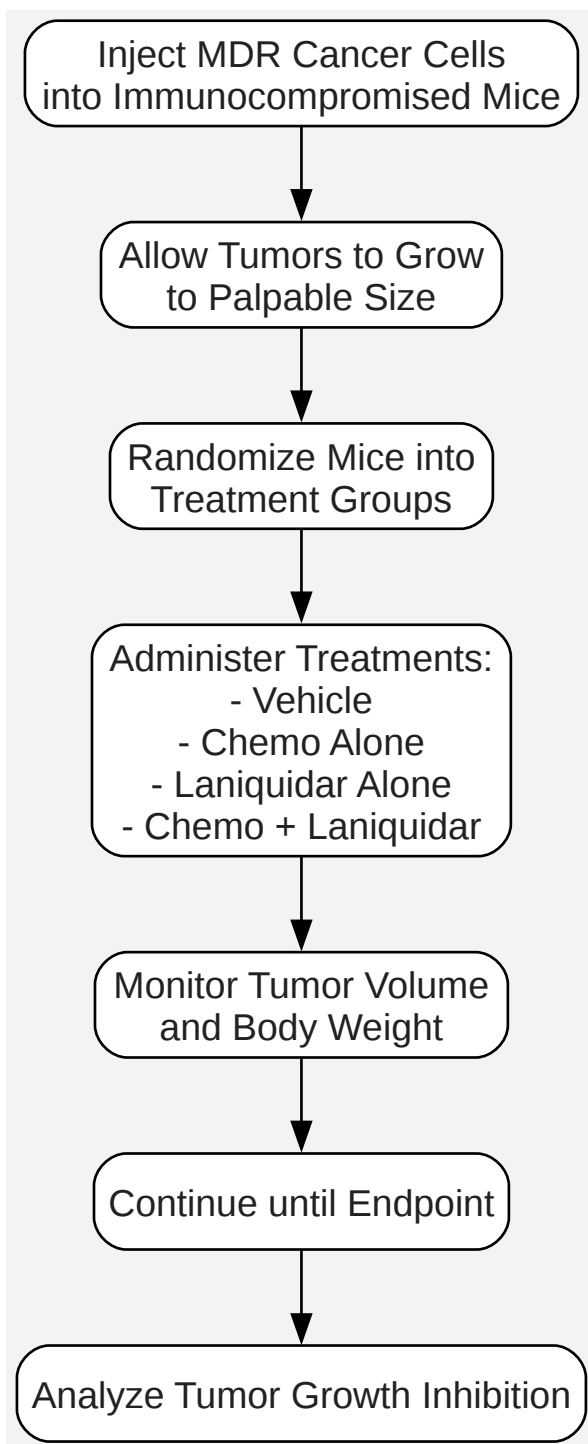 Inject MDR Cancer Cells
into Immunocompromised Mice
Allow Tumors to Grow
to Palpable Size
Randomize Mice into
Treatment Groups
Administer Treatments:
- Vehicle
- Chemo Alone
- Laniquidar Alone
- Chemo + Laniquidar
Monitor Tumor Volume
and Body Weight
Continue until Endpoint
Analyze Tumor Growth Inhibition